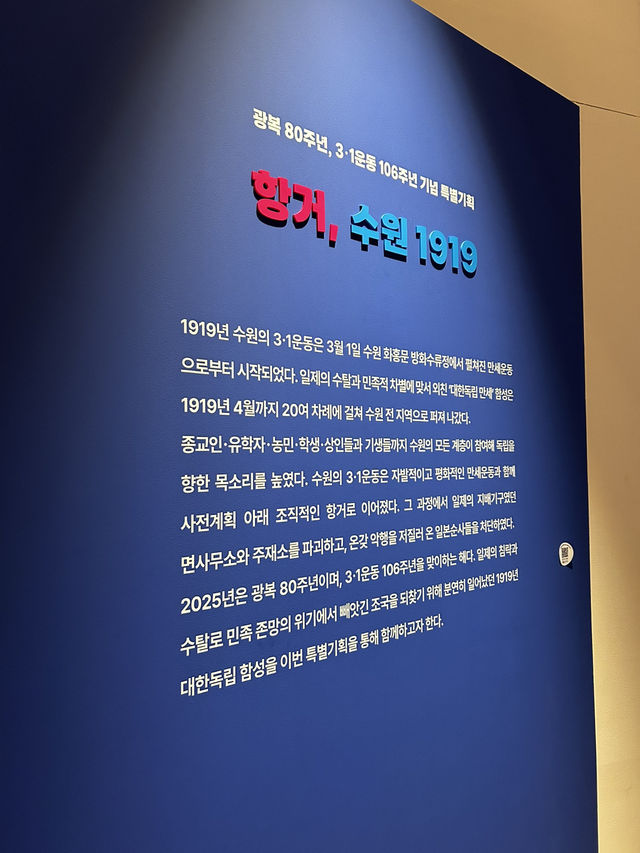 광복 80주년, 3·1운동 106주년 기념 특별기획
항거, 수원 1919
1919년 수원의 3·1운동은 3월 1일 수원 화홍문 방화수류정에서 펼쳐진 만세운동
으로부터 시작되었다. 일제의 수탈과 민족적 차별에 맞서 외친 '대한독립 만세' 함성은
1919년 4월까지 20여 차례에 걸쳐 수원 전 지역으로 퍼져 나갔다.
종교인·유학자·농민·학생·상인들과 기생들까지 수원의 모든 계층이 참여해 독립을
향한 목소리를 높였다. 수원의 3·1운동은 자발적이고 평화적인 만세운동과 함께
사전계획 아래 조직적인 항거로 이어졌다. 그 과정에서 일제의 지배기구였던
면사무소와 주재소를 파괴하고, 온갖 악행을 저질러 온 일본순사들을 처단하였다.
2025년은 광복 80주년이며, 3·1운동 106주년을 맞이하는 해다. 일제의 침략과
수탈로 민족 존망의 위기에서 빼앗긴 조국을 되찾기 위해 분연히 일어났던 1919년
대한독립 함성을 이번 특별기획을 통해 함께하고자 한다.